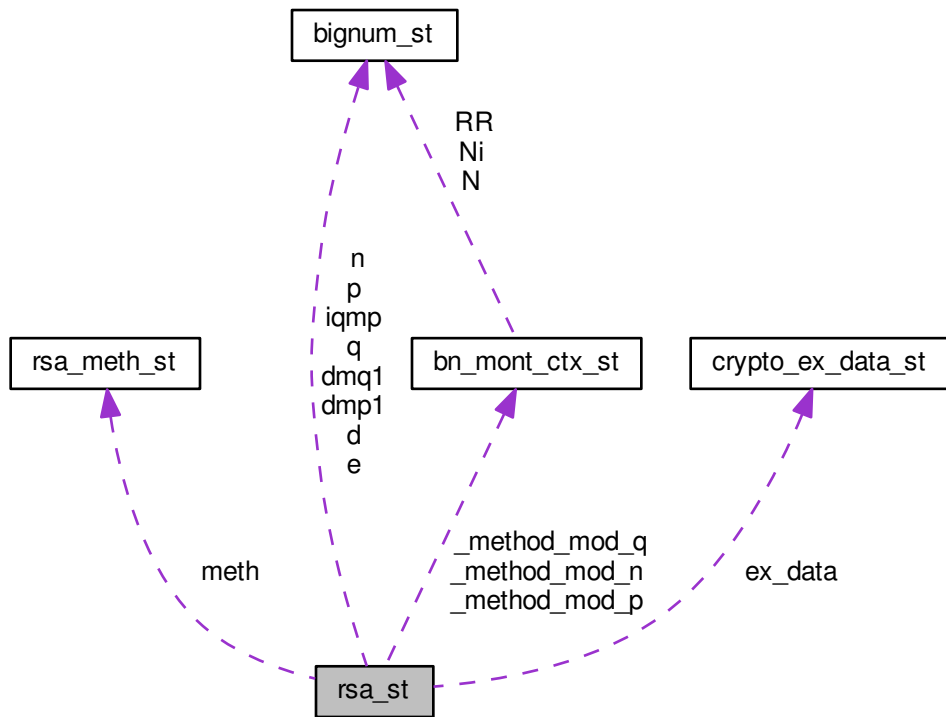 bignum_st
RR
Ni
N
n
p
iqmp
q
dmq1
dmp1
d
e
rsa_meth_st
bn_mont_ctx_st
crypto_ex_data_st
meth
_method_mod_q
_method_mod_n
_method_mod_p
ex_data
rsa_st